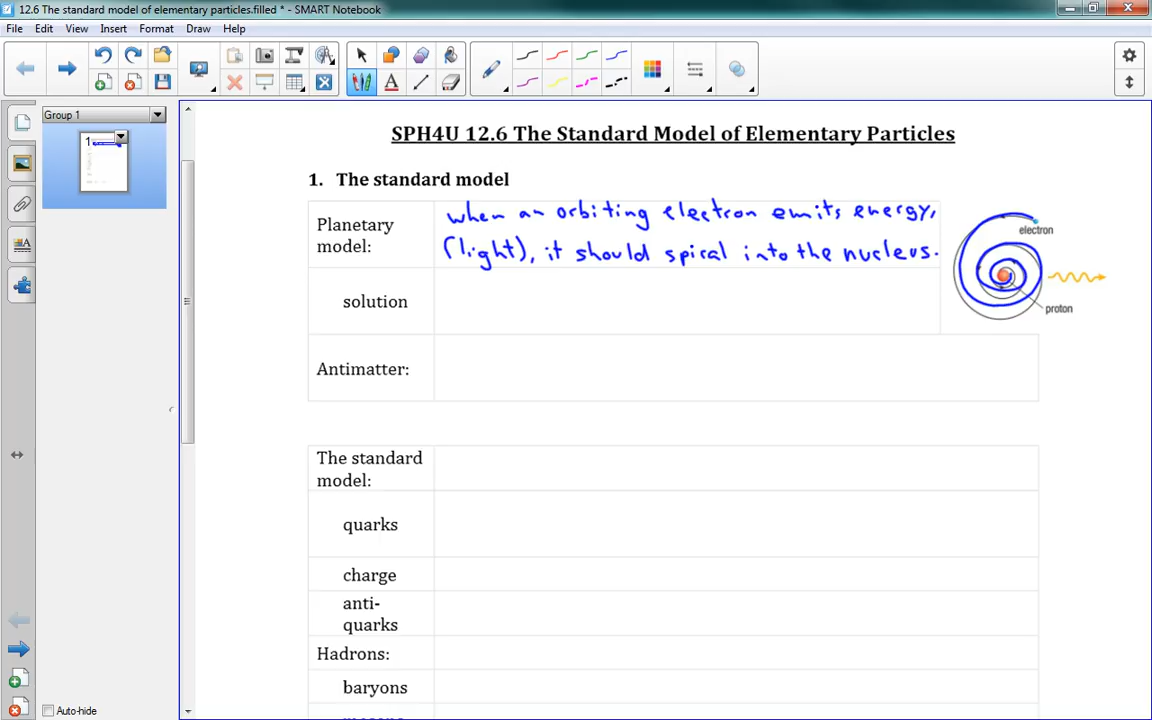 12.6 The standard model of elementary particles.filled * - SMART Notebook
File Edit View Insert Format Draw Help
Group 1
1
SPH4U 12.6 The Standard Model of Elementary Particles
1. The standard model
Planetary
model:
when an orbiting electron emits energy,
(light), it should spiral into the nucleus.
electron
proton
solution
Antimatter:
The standard
model:
quarks
charge
anti-
quarks
Hadrons:
baryons
Auto-hide